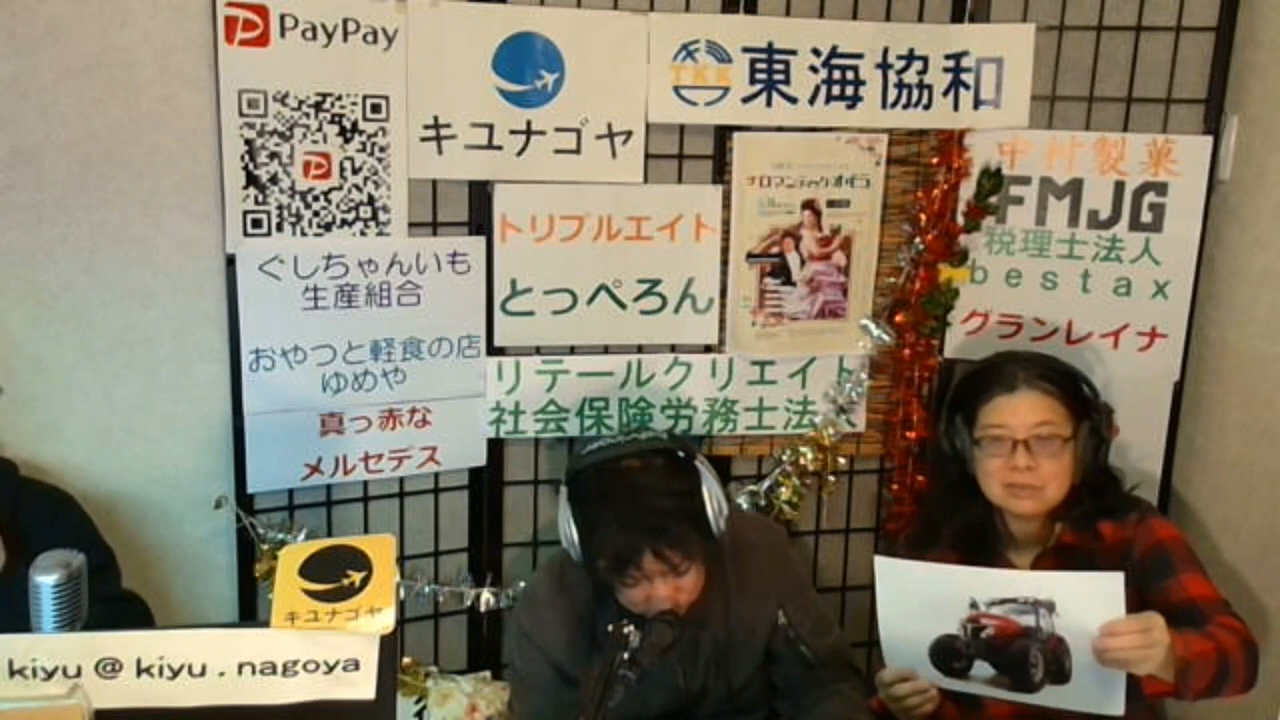 PayPay
キユナゴヤ
TKK 東海協和
中村製菓
FMJG
税理士法人
bestax
グランレイナ
トリプルエイト
とっぺろん
ぐしちゃんいも
生産組合
おやつと軽食の店
ゆめや
真っ赤な
メルセデス
リテールクリエイト
社会保険労務士法人
キユナゴヤ
kiyu@kiyu.nagoya